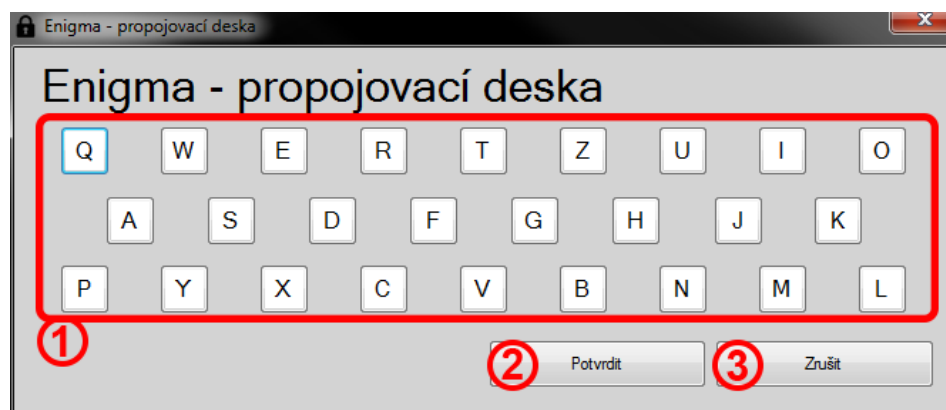 Enigma - propojovací deska
Enigma - propojovací deska
Q W E R T Z U I O
A S D F G H J K
P Y X C V B N M L
1
2 Potvrdit 3 Zrušit